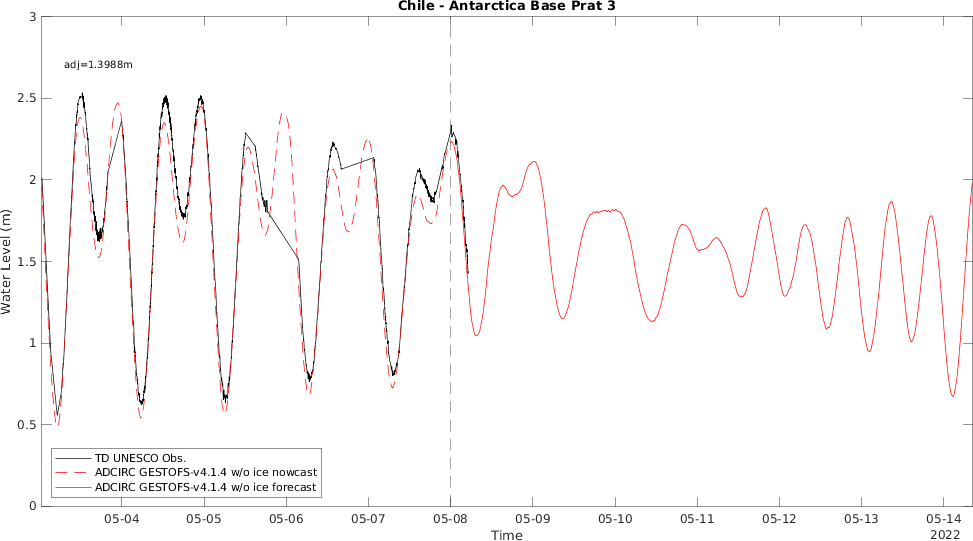 Chile - Antarctica Base Prat 3
adj=1.3988m
3
2.5
2
1.5
1
0.5
0
Water Level (m)
TD UNESCO Obs.
ADCIRC GESTOFS-v4.1.4 w/o ice nowcast
ADCIRC GESTOFS-v4.1.4 w/o ice forecast
05-04 05-05 05-06 05-07 05-08 05-09 05-10 05-11 05-12 05-13 05-14
Time 2022